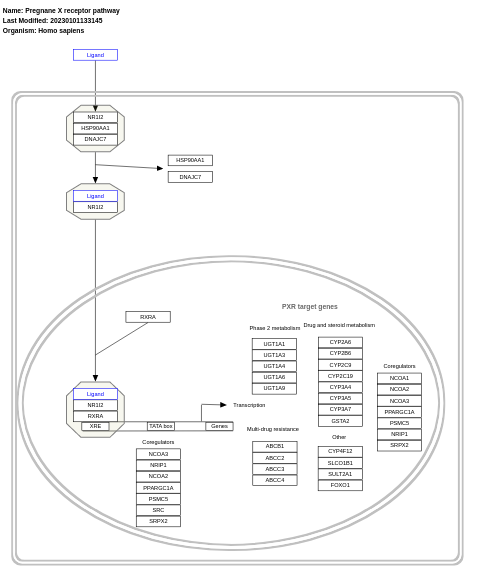 Name: Pregnane X receptor pathway
Last Modified: 20230101133145
Organism: Homo sapiens
Ligand
NR1I2
HSP90AA1
DNAJC7
HSP90AA1
DNAJC7
Ligand
NR1I2
RXRA
Ligand
NR1I2
RXRA
XRE
TATA box
Genes
Transcription
Coregulators
NCOA3
NRIP1
NCOA2
PPARGC1A
PSMC5
SRC
SRPX2
PXR target genes
Phase 2 metabolism
UGT1A1
UGT1A3
UGT1A4
UGT1A6
UGT1A9
Drug and steroid metabolism
CYP2A6
CYP2B6
CYP2C9
CYP2C19
CYP3A4
CYP3A5
CYP3A7
GSTA2
Coregulators
NCOA1
NCOA2
NCOA3
PPARGC1A
PSMC5
NRIP1
SRPX2
Multi-drug resistance
ABCB1
ABCC2
ABCC3
ABCC4
Other
CYP4F12
SLCO1B1
SULT2A1
FOXO1